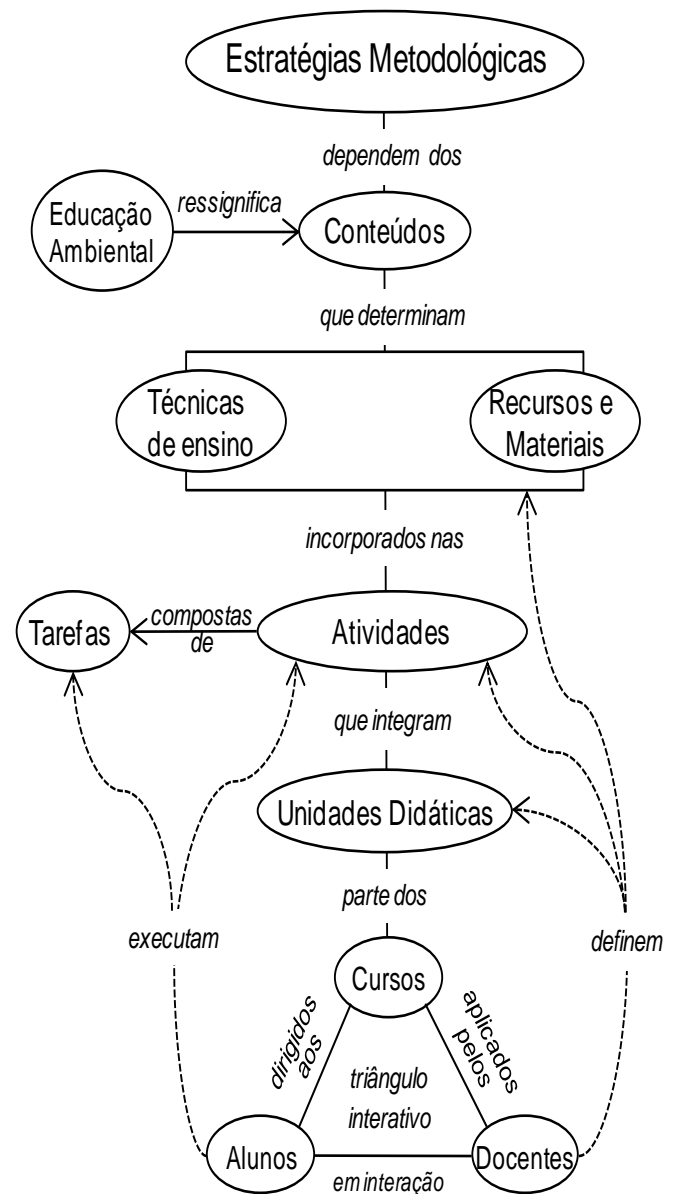 Estratégias Metodológicas
dependem dos
ressignifica
Educação
Ambiental
Conteúdos
que determinam
Técnicas
de ensino
Recursos e
Materiais
incorporados nas
Tarefas
compostas
de
Atividades
que integram
Unidades Didáticas
parte dos
executam
definem
Cursos
dirigidos
aos
aplicados
pelos
triângulo
interativo
Alunos
Docentes
em interação